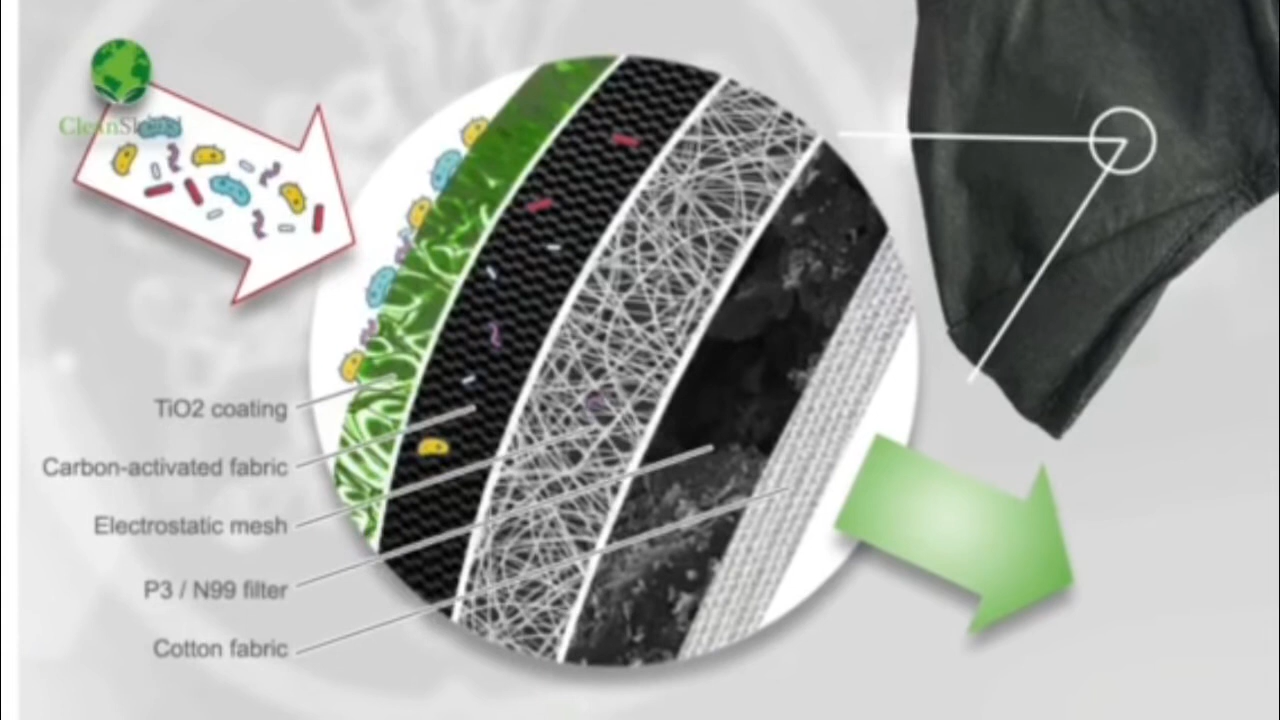 TiO2 coating
Carbon-activated fabric
Electrostatic mesh
P3 / N99 filter
Cotton fabric